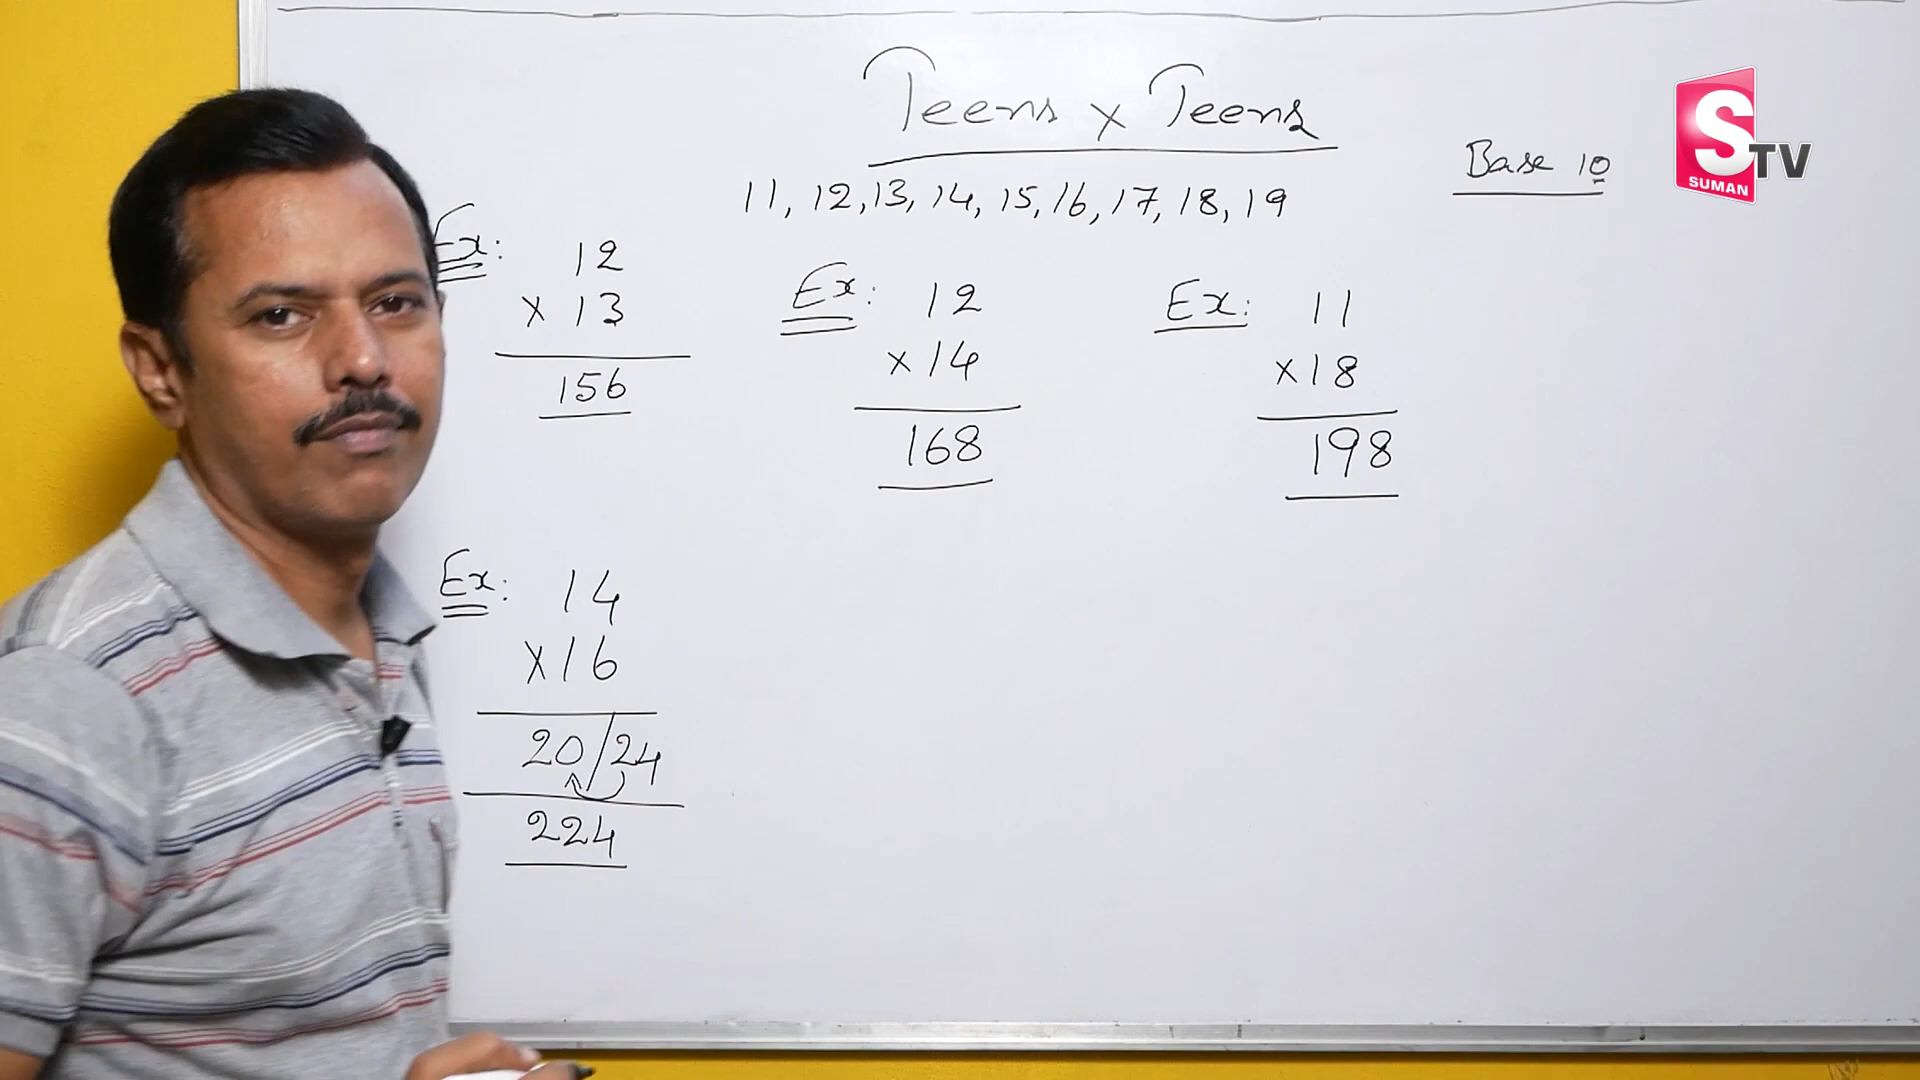 Teens x Teens
Base 10
S TV
SUMAN
11, 12, 13, 14, 15, 16, 17, 18, 19
Ex: 12
x 13
156
Ex: 12
x 14
168
Ex: 11
x 18
198
Ex: 14
x 16
20/24
224